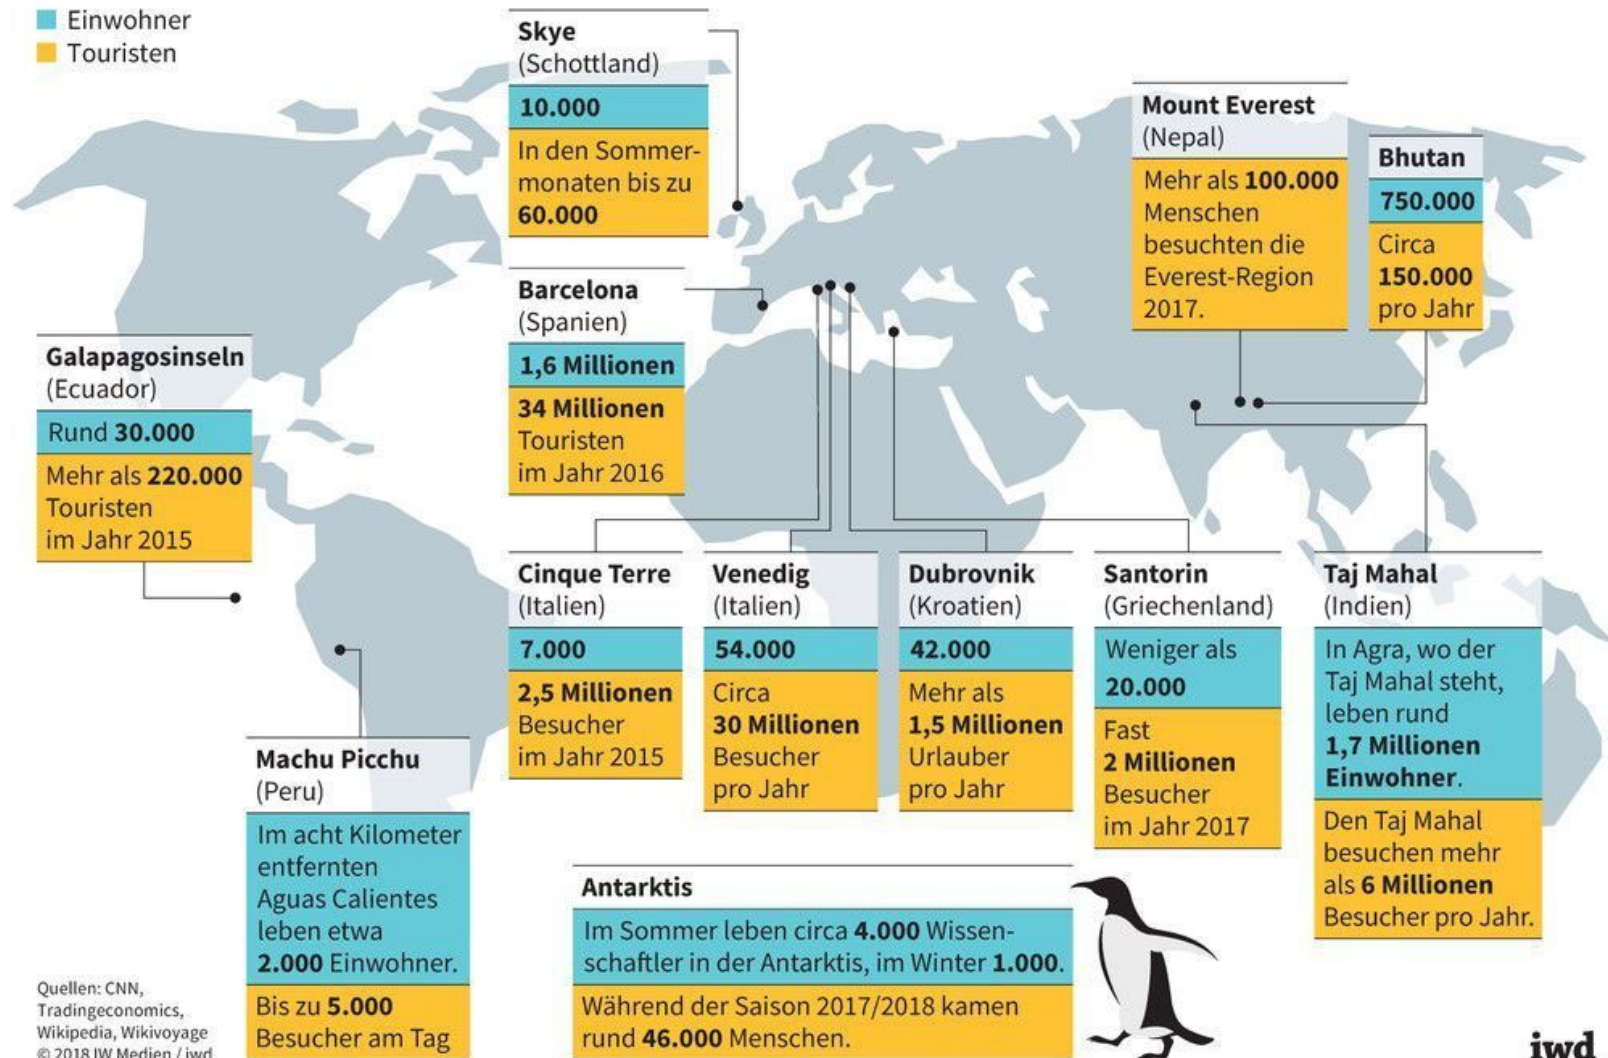 Einwohner
Touristen
Skye
(Schottland)
10.000
In den Sommer-
monaten bis zu
60.000
Mount Everest
(Nepal)
Mehr als 100.000
Menschen
besuchten die
Everest-Region
2017.
Bhutan
750.000
Circa
150.000
pro Jahr
Barcelona
(Spanien)
1,6 Millionen
34 Millionen
Touristen
im Jahr 2016
Galapagosinseln
(Ecuador)
Rund 30.000
Mehr als 220.000
Touristen
im Jahr 2015
Cinque Terre
(Italien)
7.000
2,5 Millionen
Besucher
im Jahr 2015
Venedig
(Italien)
54.000
Circa
30 Millionen
Besucher
pro Jahr
Dubrovnik
(Kroatien)
42.000
Mehr als
1,5 Millionen
Urlauber
pro Jahr
Santorin
(Griechenland)
Weniger als
20.000
Fast
2 Millionen
Besucher
im Jahr 2017
Taj Mahal
(Indien)
In Agra, wo der
Taj Mahal steht,
leben rund
1,7 Millionen
Einwohner.
Den Taj Mahal
besuchen mehr
als 6 Millionen
Besucher pro Jahr.
Machu Picchu
(Peru)
Im acht Kilometer
entfernten
Aguas Calientes
leben etwa
2.000 Einwohner.
Bis zu 5.000
Besucher am Tag
Antarktis
Im Sommer leben circa 4.000 Wissen-
schaftler in der Antarktis, im Winter 1.000.
Während der Saison 2017/2018 kamen
rund 46.000 Menschen.
Quellen: CNN,
Tradingeconomics,
Wikipedia, Wikivoyage
© 2018 IW Medien / iwd
iwd